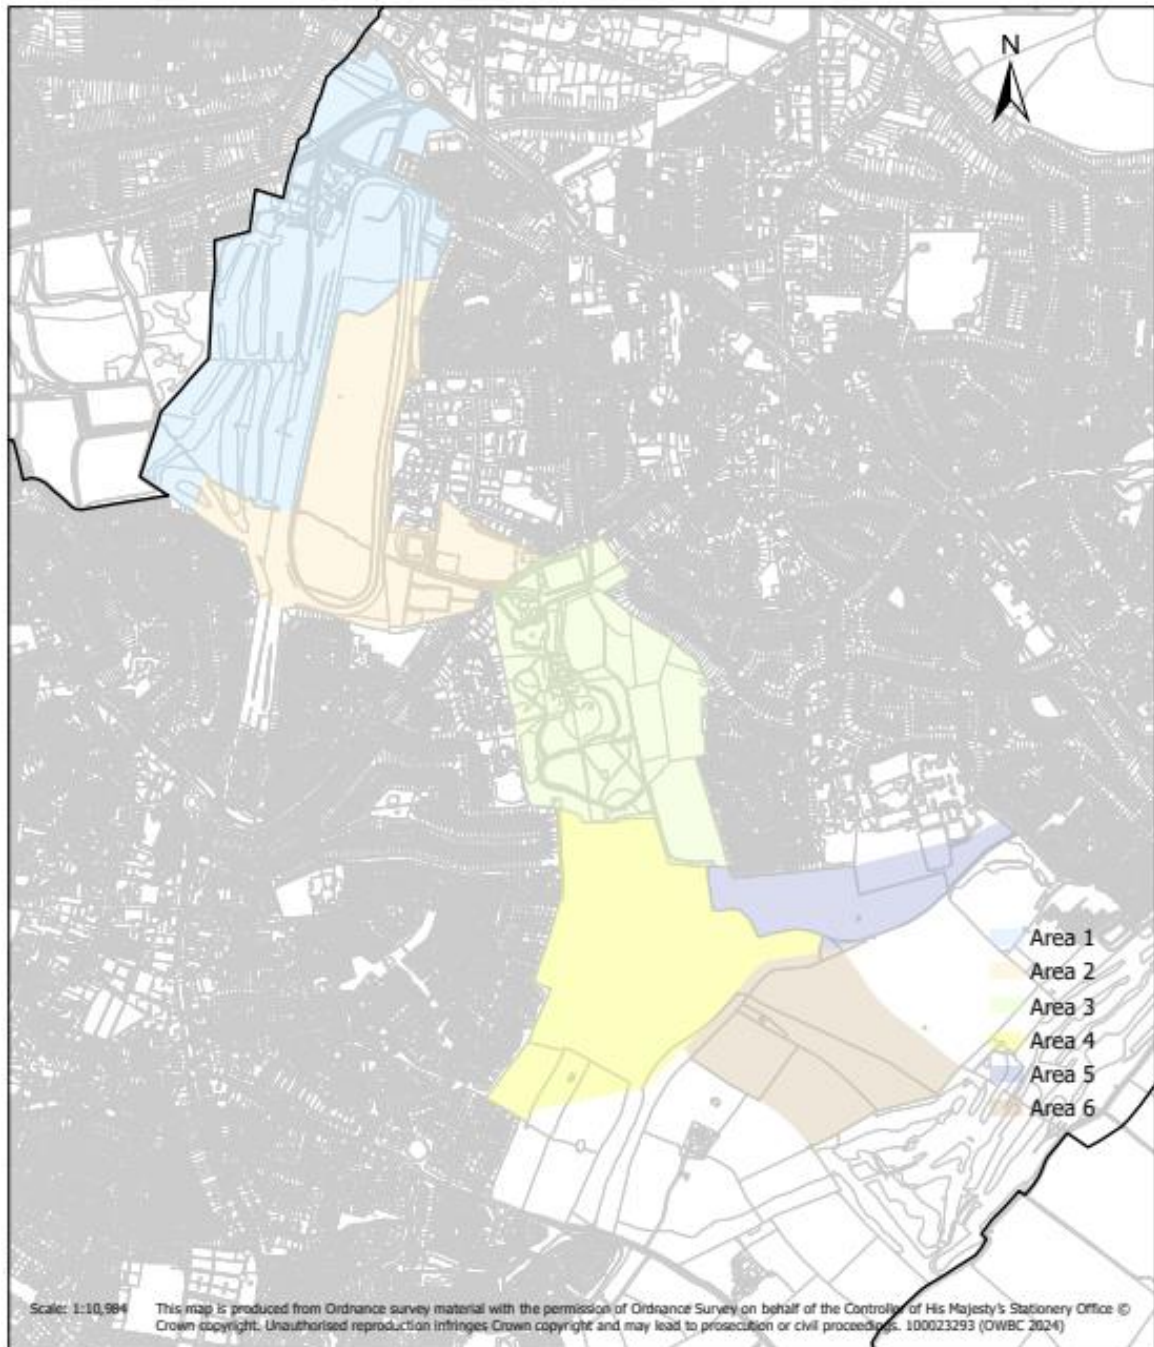 N
Area 1
Area 2
Area 3
Area 4
Area 5
Area 6
Scale: 1:10,984 This map is produced from Ordnance survey material with the permission of Ordnance Survey on behalf of the Controller of His Majesty's Stationery Office ©
Crown copyright. Unauthorised reproduction infringes Crown copyright and may lead to prosecution or civil proceedings. 100023293 (OWBC 2024)